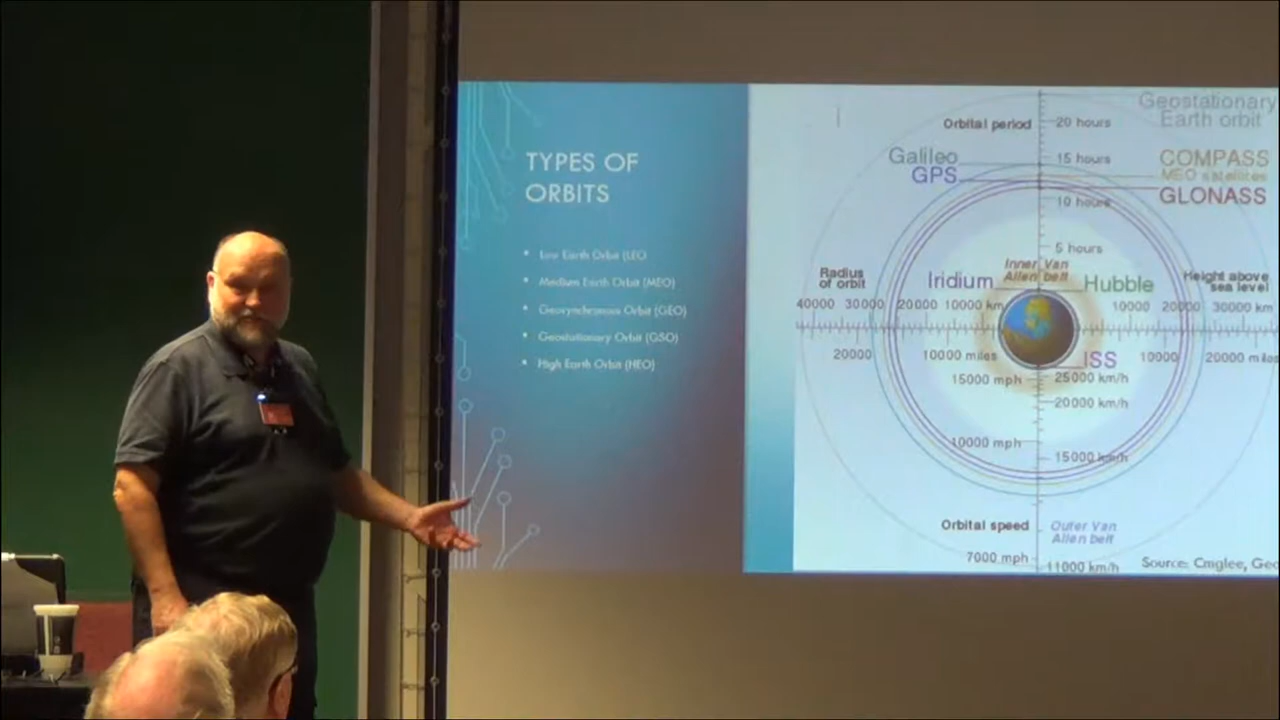 TYPES OF
ORBITS
• Low Earth Orbit (LEO
• Medium Earth Orbit (MEO)
• Geosynchronous Orbit (GEO)
• Geostationary Orbit (GSO)
• High Earth Orbit (HEO)
Geostationary
Earth orbit
Orbital period
20 hours
Galileo
15 hours
COMPASS
GPS
MEO satellites
GLONASS
10 hours
5 hours
Inner Van
Allen belt
Radius
of orbit
Iridium
Hubble
Height above
sea level
40000 30000 20000 10000 km
10000 20000 30000 km
20000 10000 miles
ISS
10000 20000 miles
15000 mph
25000 km/h
20000 km/h
10000 mph
15000 km/h
Orbital speed
Outer Van
Allen belt
7000 mph
11000 km/h
Source: Cmglee, Geo